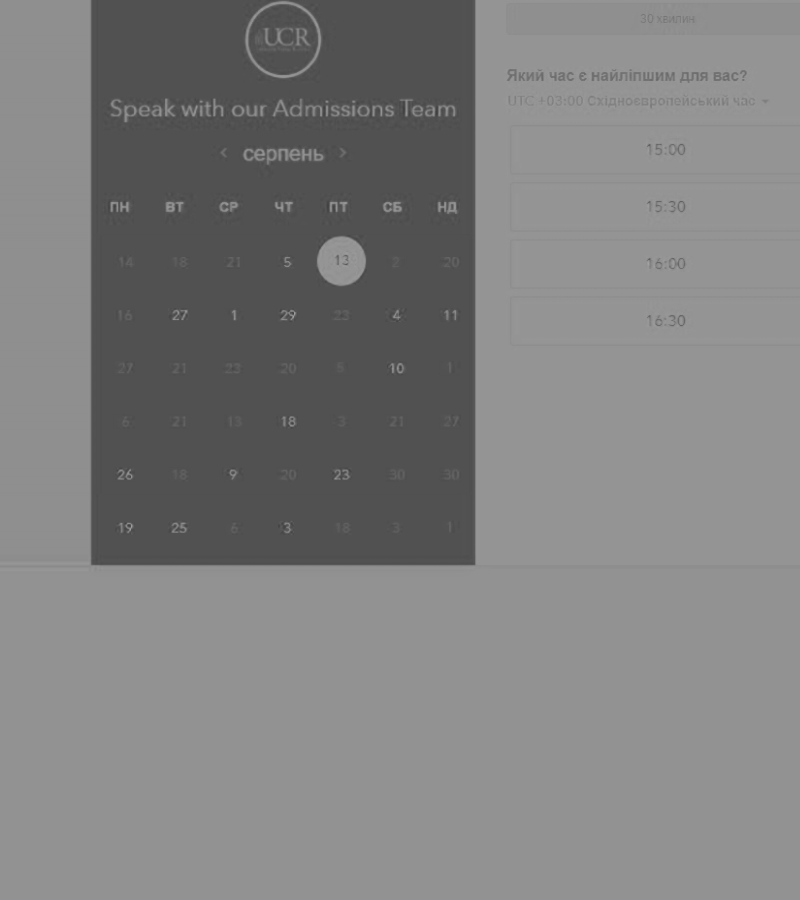 UCR
Speak with our Admissions Team
< серпень >
ПН ВТ СР ЧТ ПТ СБ НД
14 18 21 5 13 2 20
16 27 1 29 22 4 11
27 21 23 20 5 10 1
6 21 13 18 3 21 27
26 18 9 20 23 30 30
19 25 6 3 18 3 1
30 хвилин
Який час є найліпшим для вас?
UTC +03:00 Східноєвропейський час
15:00
15:30
16:00
16:30